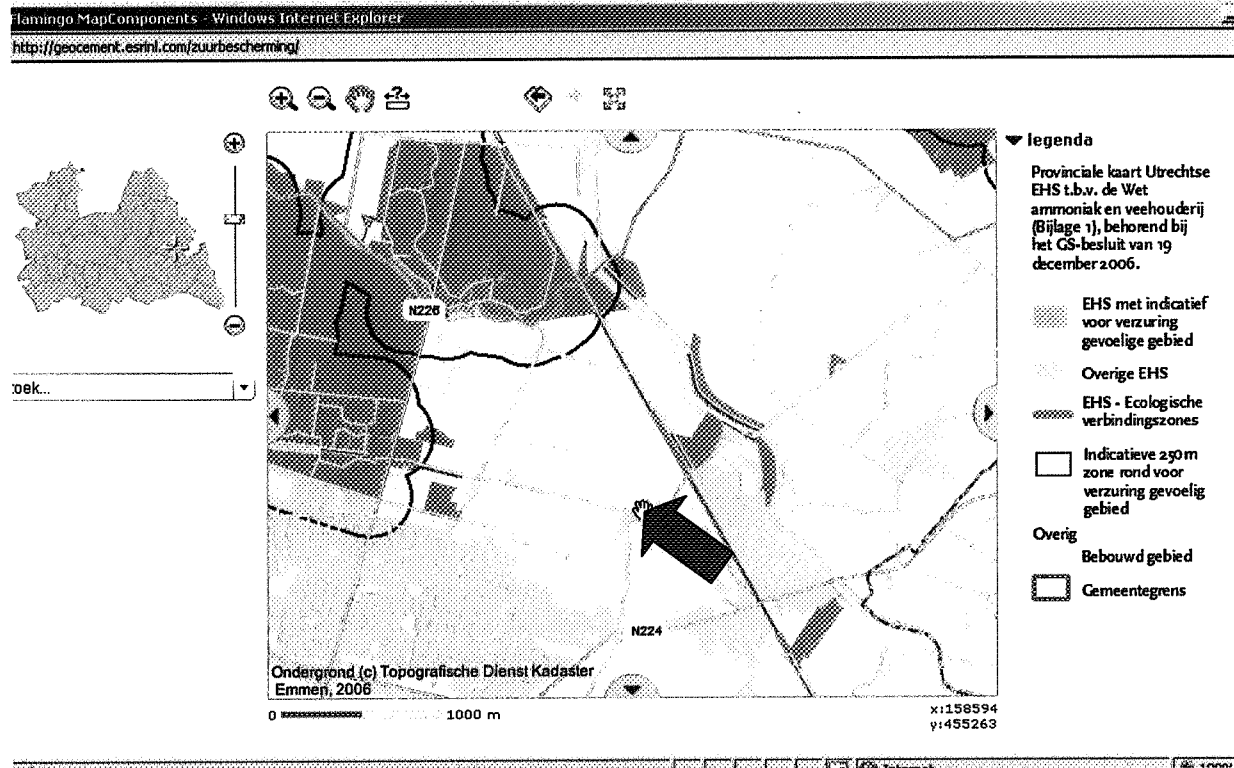 Flamingo MapComponents - Windows Internet Explorer
http://geocement.esrinl.com/zuurbescherming/
legenda
Provinciale kaart Utrechtse
EHS t.b.v. de Wet
ammoniak en veehouderij
(Bijlage 1), behorend bij
het GS-besluit van 19
december 2006.
EHS met indicatief
voor verzuring
gevoelige gebied
Overige EHS
EHS - Ecologische
verbindingszones
Indicatieve 250 m
zone rond voor
verzuring gevoelig
gebied
Overig
Bebouwd gebied
Gemeentegrens
N226
oek...
N224
Ondergrond (c) Topografische Dienst Kadaster
Emmen, 2006
0 1000 m
x:158594
y:455263
Internet
100%